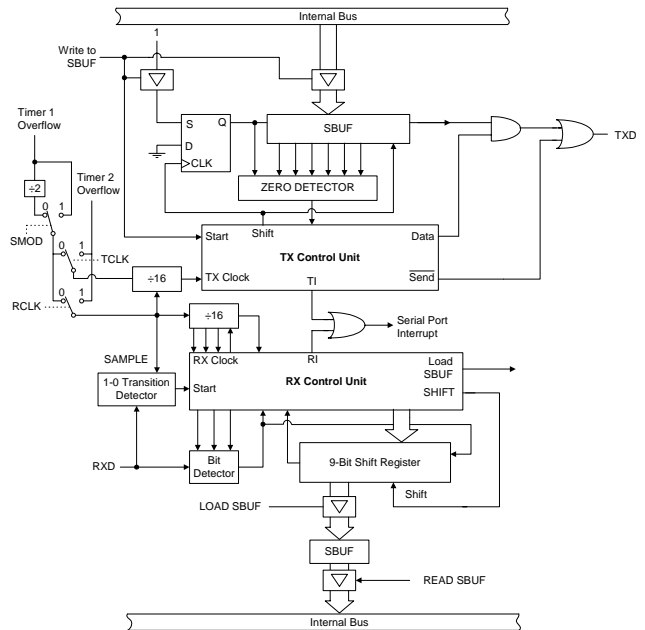 Internal Bus
1
Write to
SBUF
Timer 1
Overflow
S
Q
D
CLK
SBUF
TXD
÷2
Timer 2
Overflow
ZERO DETECTOR
0 1
SMOD
Shift
Start
Data
TX Control Unit
0 1
TCLK
÷16
TX Clock
TI
Send
RCLK
0 1
÷16
Serial Port
Interrupt
SAMPLE
RX Clock
RI
Load
SBUF
1-0 Transition
Detector
Start
RX Control Unit
SHIFT
RXD
Bit
Detector
9-Bit Shift Register
Shift
LOAD SBUF
SBUF
READ SBUF
Internal Bus